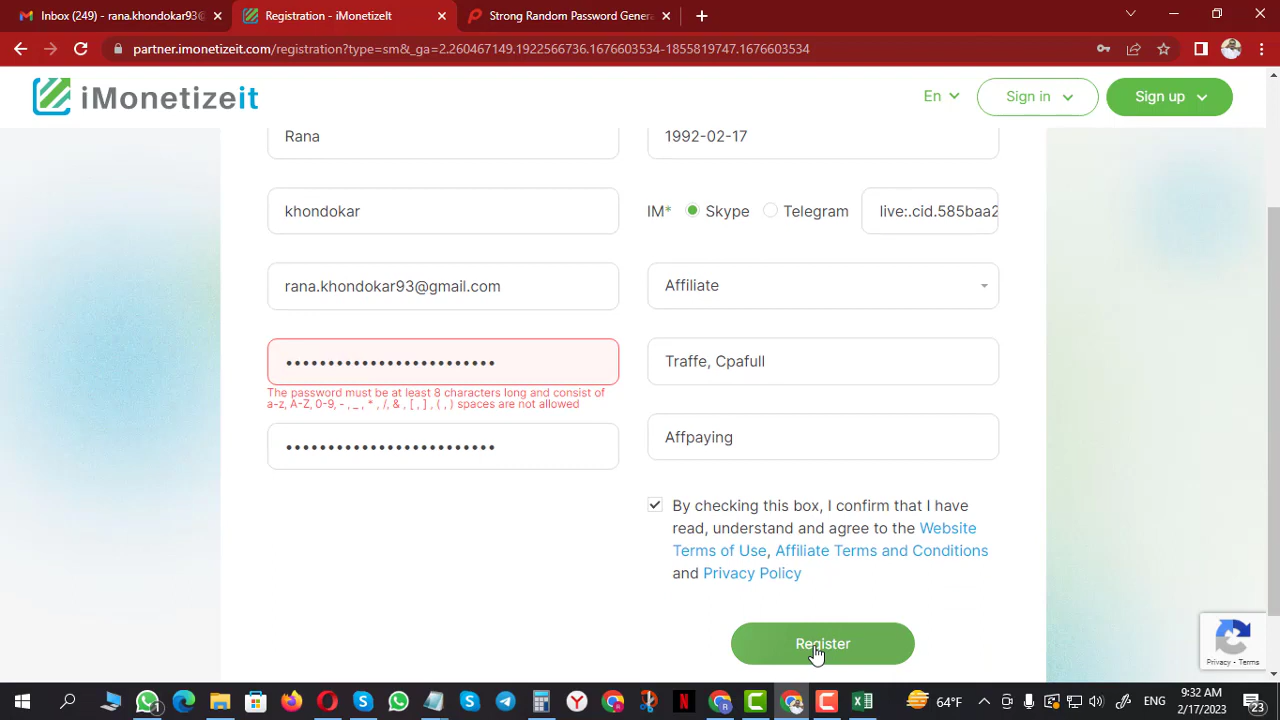 Inbox (249) - rana.khondokar93@
Registration - iMonetizeIt
Strong Random Password Gener
partner.imonetizeit.com/registration?type=sm&_ga=2.260467149.1922566736.1676603534-1855819747.1676603534
iMonetizeit
En
Sign in
Sign up
Rana
1992-02-17
khondokar
IM* Skype Telegram live:.cid.585baa2
rana.khondokar93@gmail.com
Affiliate
•••••••••••••••••••••••••
Traffe, Cpafull
The password must be at least 8 characters long and consist of
a-z, A-Z, 0-9, - , _ , * , /, & , [ , ] , ( , ) spaces are not allowed
•••••••••••••••••••••••••
Affpaying
By checking this box, I confirm that I have
read, understand and agree to the Website
Terms of Use, Affiliate Terms and Conditions
and Privacy Policy
Register
Privacy - Terms
64°F
ENG
9:32 AM
2/17/2023
23